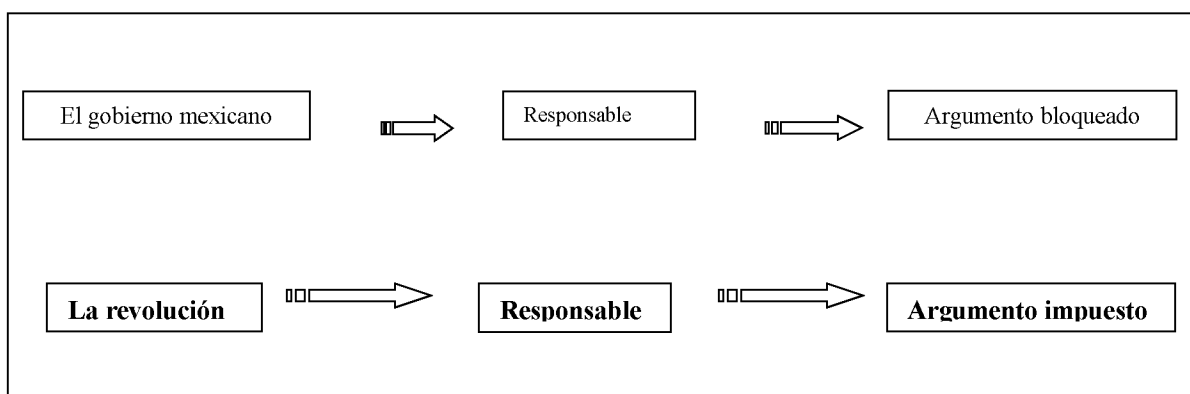 El gobierno mexicano
Responsable
Argumento bloqueado
La revolución
Responsable
Argumento impuesto